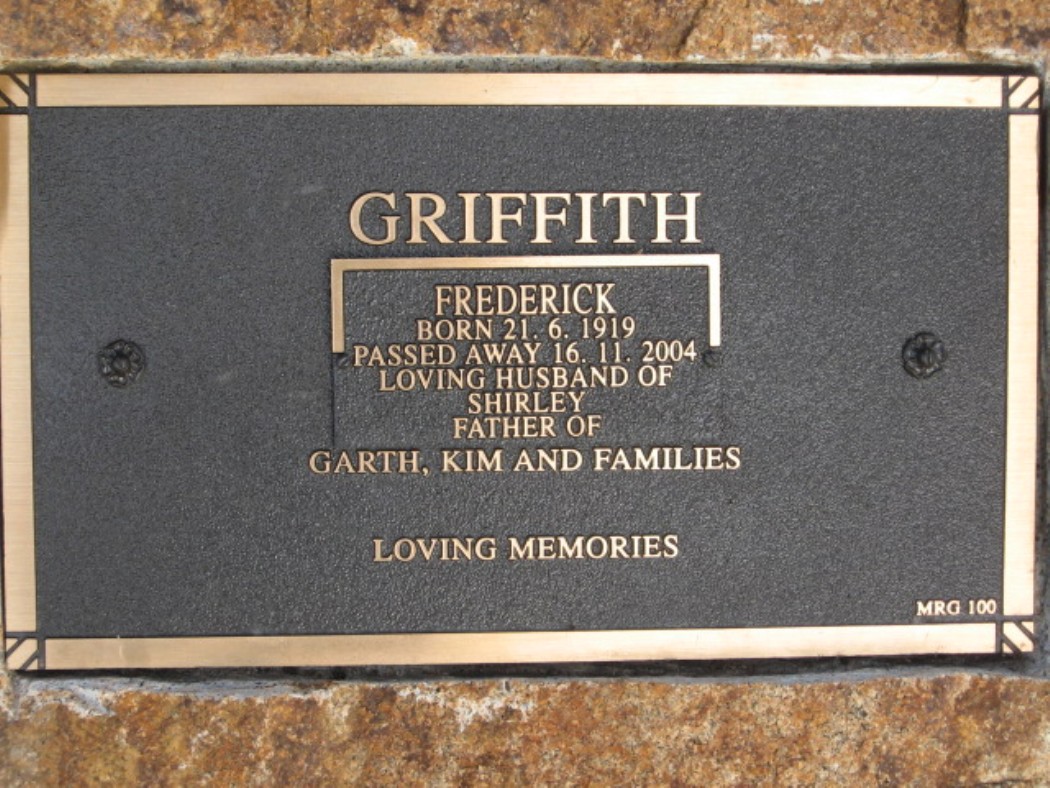 GRIFFITH
FREDERICK
BORN 21. 6. 1919
PASSED AWAY 16. 11. 2004
LOVING HUSBAND OF
SHIRLEY
FATHER OF
GARTH, KIM AND FAMILIES
LOVING MEMORIES
MRG 100